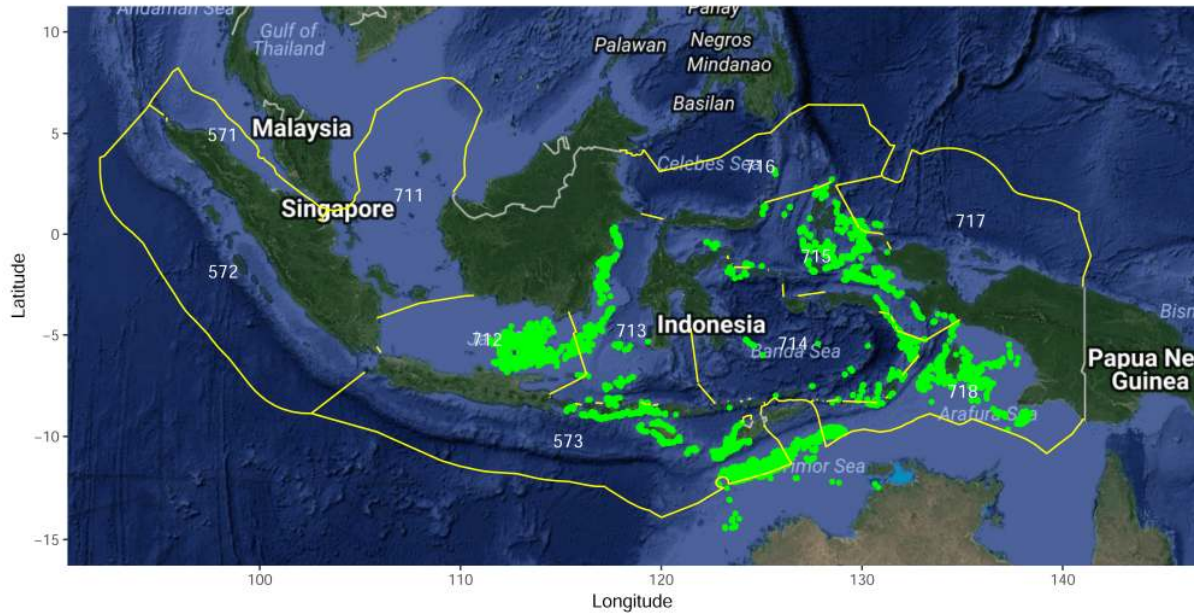 Andaman Sea
Gulf of
Thailand
Palawan
Panay
Negros
Mindanao
Basilan
10
5
0
−5
−10
−15
Latitude
571
Malaysia
711
Singapore
572
Celebes Sea
716
717
715
712
713
Indonesia
714
Banda Sea
573
718
Arafura Sea
Timor Sea
Papua Ne
Guinea
Bism
100
110
120
130
140
Longitude